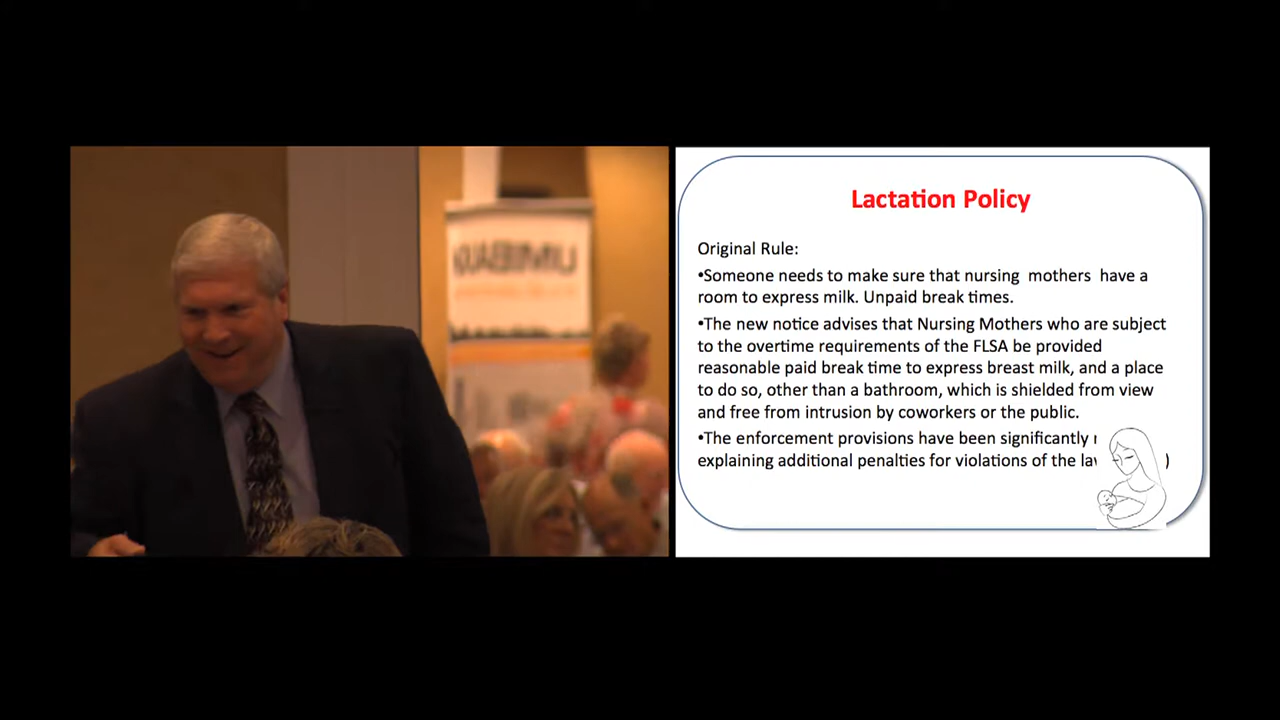 Lactation Policy
Original Rule:
•Someone needs to make sure that nursing  mothers  have a
room to express milk. Unpaid break times.
•The new notice advises that Nursing Mothers who are subject
to the overtime requirements of the FLSA be provided
reasonable paid break time to express breast milk, and a place
to do so, other than a bathroom, which is shielded from view
and free from intrusion by coworkers or the public.
•The enforcement provisions have been significantly
explaining additional penalties for violations of the )